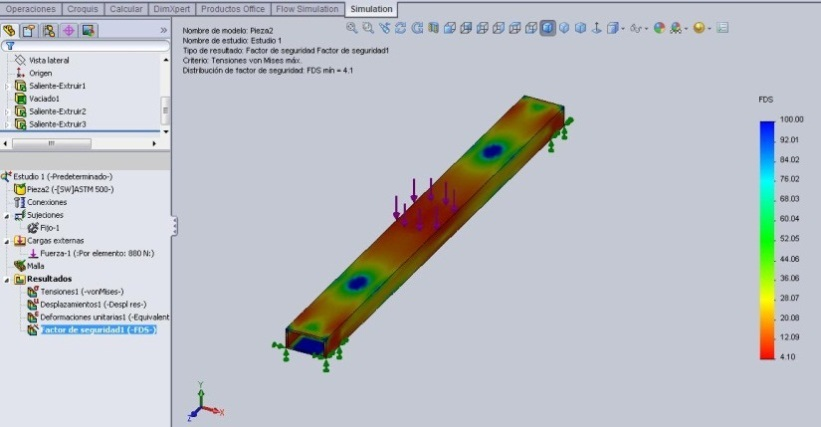 Operaciones Croquis Calcular DimXpert Productos Office Flow Simulation Simulation
Vista lateral
Origen
Saliente-Extruir1
Vaciado1
Saliente-Extruir2
Saliente-Extruir3
Estudio 1 (-Predeterminado-)
Pieza2 (-[SW]ASTM 500-)
Conexiones
Sujeciones
Fijo-1
Cargas externas
Fuerza-1 (:Por elemento: 880 N:)
Malla
Resultados
Tensiones1 (-vonMises-)
Desplazamientos1 (-Despl res-)
Deformaciones unitarias1 (-Equivalent
Factor de seguridad1 (-FDS-)
Nombre de modelo: Pieza2
Nombre de estudio: Estudio 1
Tipo de resultado: Factor de seguridad Factor de seguridad1
Criterio: Tensiones von Mises máx.
Distribución de factor de seguridad: FDS mín = 4.1
FDS
100.00
92.01
84.02
76.02
68.03
60.04
52.05
44.06
36.06
28.07
20.08
12.09
4.10
Y
X
Z